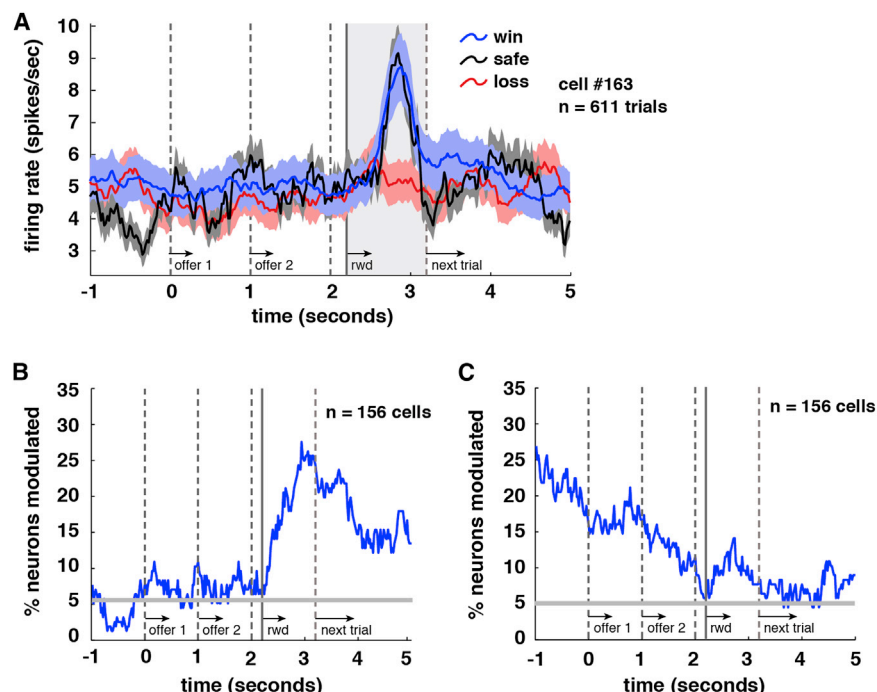 A
firing rate (spikes/sec)
10
9
8
7
6
5
4
3
win
safe
loss
cell #163
n = 611 trials
offer 1
offer 2
rwd
next trial
-1
0
1
2
3
4
5
time (seconds)
B
% neurons modulated
35
30
25
20
15
10
5
0
n = 156 cells
offer 1
offer 2
rwd
next trial
-1
0
1
2
3
4
5
time (seconds)
C
% neurons modulated
35
30
25
20
15
10
5
0
n = 156 cells
offer 1
offer 2
rwd
next trial
-1
0
1
2
3
4
5
time (seconds)